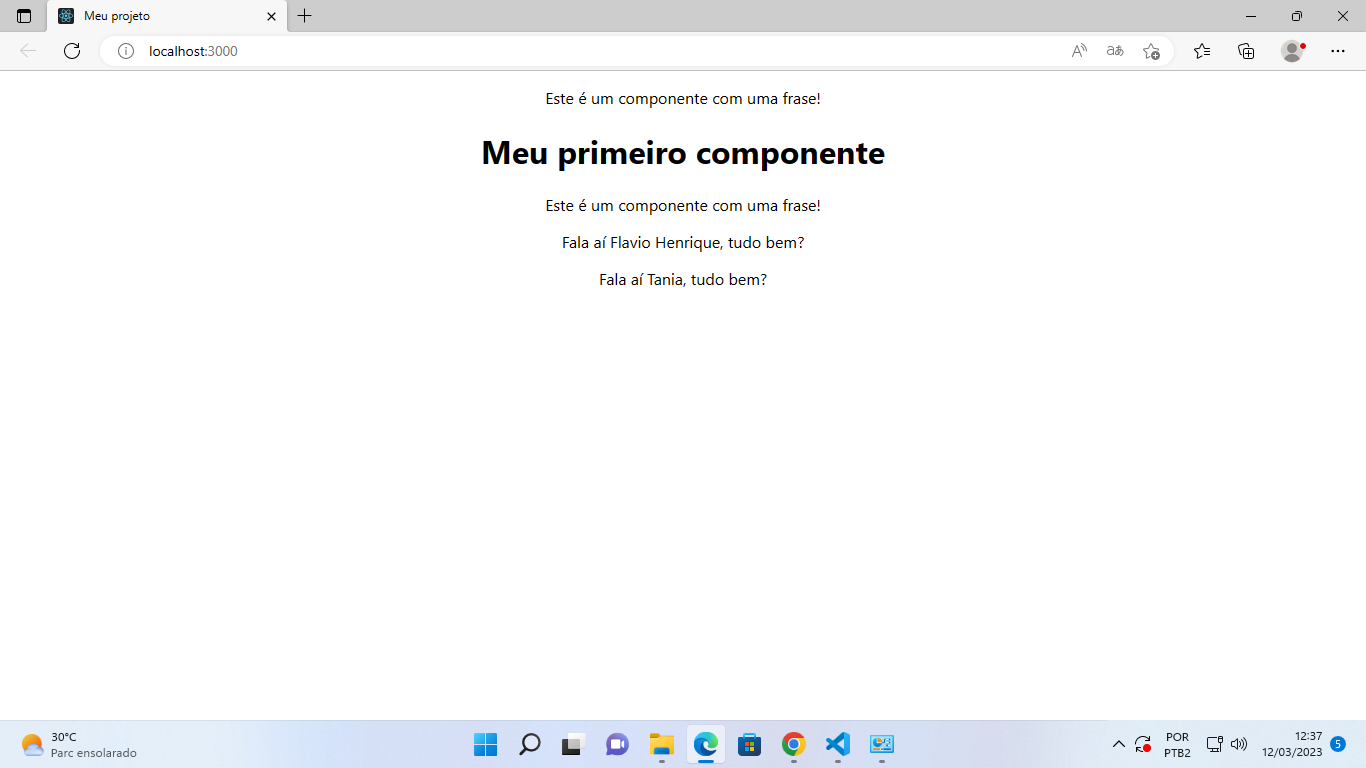 Meu projeto
localhost:3000
Este é um componente com uma frase!
Meu primeiro componente
Este é um componente com uma frase!
Fala aí Flavio Henrique, tudo bem?
Fala aí Tania, tudo bem?
30°C
Parc ensolarado
POR
PTB2
12:37
12/03/2023
5